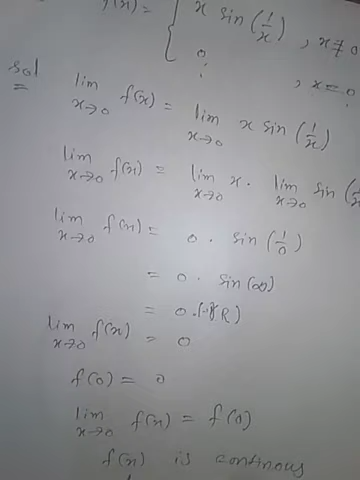 f(x) = { x sin(1/x) , x ≠ 0
0 , x = 0
sol
lim x→0 f(x) = lim x→0 x sin(1/x)
lim x→0 f(x) = lim x→0 x · lim x→0 sin(1/x
lim x→0 f(x) = 0 · sin(1/0)
= 0 · sin(∞)
= 0 ·
lim x→0 f(x) = 0
f(0) = 0
lim x→0 f(x) = f(0)
f(x) is continous